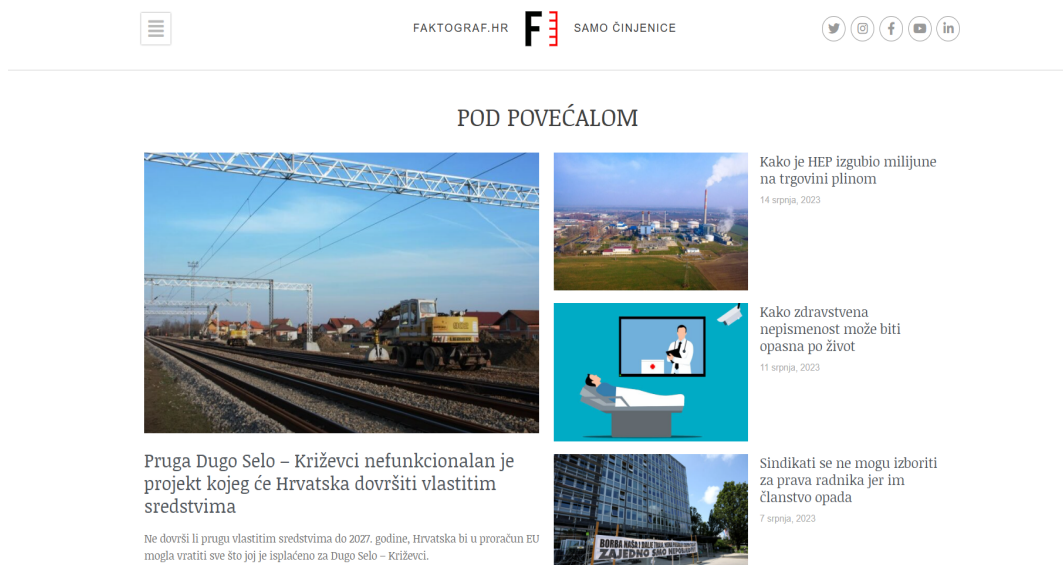 FAKTOGRAF.HR
F
SAMO ČINJENICE
POD POVEĆALOM
Pruga Dugo Selo – Križevci nefunkcionalan je
projekt kojeg će Hrvatska dovršiti vlastitim
sredstvima
Ne dovrši li prugu vlastitim sredstvima do 2027. godine, Hrvatska bi u proračun EU
mogla vratiti sve što joj je isplaćeno za Dugo Selo – Križevci.
Kako je HEP izgubio milijune
na trgovini plinom
14 srpnja, 2023
Kako zdravstvena
nepismenost može biti
opasna po život
11 srpnja, 2023
Sindikati se ne mogu izboriti
za prava radnika jer im
članstvo opada
7 srpnja, 2023
BORBA NAŠA
ZAJEDNO SMO